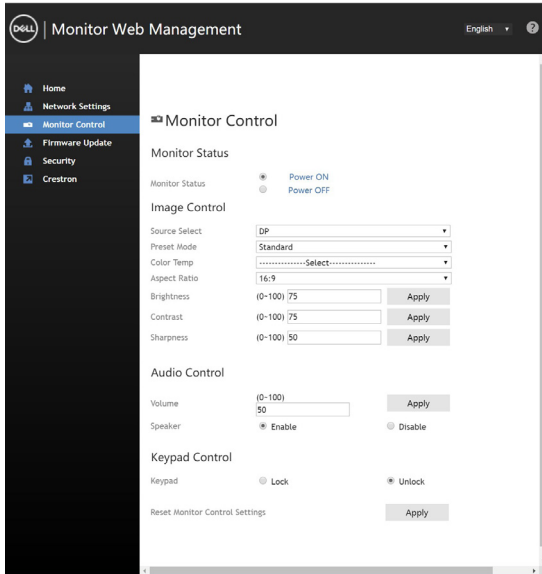 DELL | Monitor Web Management
English
?
Home
Network Settings
Monitor Control
Firmware Update
Security
Crestron
Monitor Control
Monitor Status
Monitor Status
Power ON
Power OFF
Image Control
Source Select DP
Preset Mode Standard
Color Temp ---------------Select---------------
Aspect Ratio 16:9
Brightness (0~100) 75 Apply
Contrast (0~100) 75 Apply
Sharpness (0~100) 50 Apply
Audio Control
(0~100)
Volume 50 Apply
Speaker Enable Disable
Keypad Control
Keypad Lock Unlock
Reset Monitor Control Settings Apply